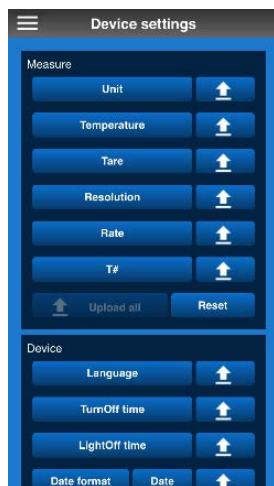 Device settings
Measure
Unit
Temperature
Tare
Resolution
Rate
T#
Upload all Reset
Device
Language
TurnOff time
LightOff time
Date format Date